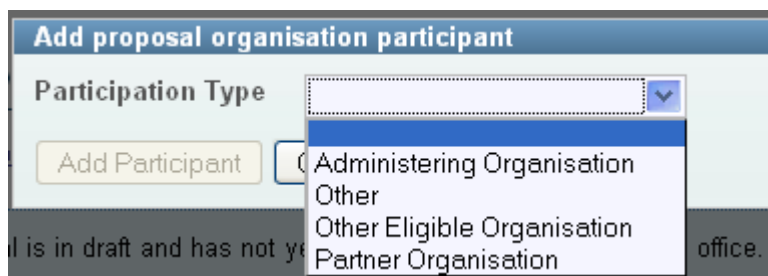 Add proposal organisation participant
Participation Type
Add Participant
Administering Organisation
Other
Other Eligible Organisation
Partner Organisation
is in draft and has not office.